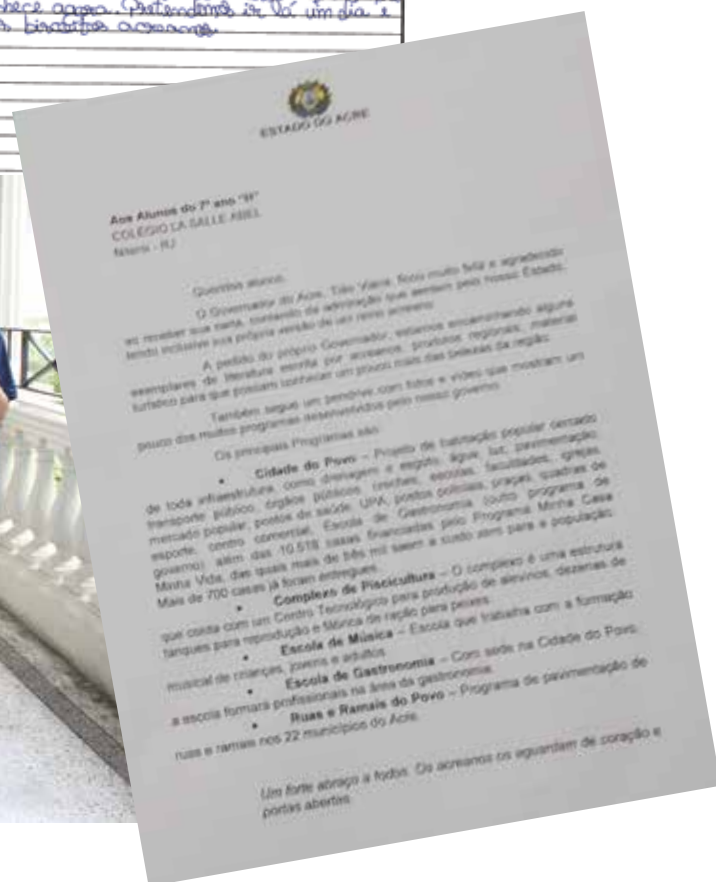 agora. Pretendemos ir lá um dia e
ESTADO DO ACRE
Aos Alunos do 7º ano "H"
COLÉGIO LA SALLE ABEL
Niterói - RJ
Queridos alunos,
O Governador do Acre, Tião Viana, ficou muito feliz e agradecido
ao receber sua carta, contendo da admiração que sentem pelo nosso Estado,
tendo inclusive sua própria versão de um reino acreano.
A pedido do próprio Governador, estamos encaminhando alguns
exemplares de literatura escrita por acreanos, produtos regionais, material
turístico para que possam conhecer um pouco mais das belezas da região.
Também segue um pendrive com fotos e vídeo que mostram um
pouco dos muitos programas desenvolvidos pelo nosso governo.
Os principais Programas são:
• Cidade do Povo – Projeto de habitação popular cercado
de toda infraestrutura, como drenagem e esgoto, água, luz, pavimentação,
transporte público, órgãos públicos (creches, escolas, faculdades, igrejas,
mercado popular, postos de saúde, UPA, postos policiais, praças, quadras de
esporte, centro comercial, Escola de Gastronomia (outro programa de
governo), além das 10.518 casas financiadas pelo Programa Minha Casa
Minha Vida, das quais mais de três mil saem a custo zero para a população.
Mais de 700 casas já foram entregues.
• Complexo de Piscicultura – O complexo é uma estrutura
que conta com um Centro Tecnológico para produção de alevinos, dezenas de
tanques para reprodução e fábrica de ração para peixes.
• Escola de Música – Escola que trabalha com a formação
musical de crianças, jovens e adultos.
• Escola de Gastronomia – Com sede na Cidade do Povo,
a escola formará profissionais na área da gastronomia.
• Ruas e Ramais do Povo – Programa de pavimentação de
ruas e ramais nos 22 municípios do Acre.
Um forte abraço a todos. Os acreanos os aguardam de coração e
portas abertas.